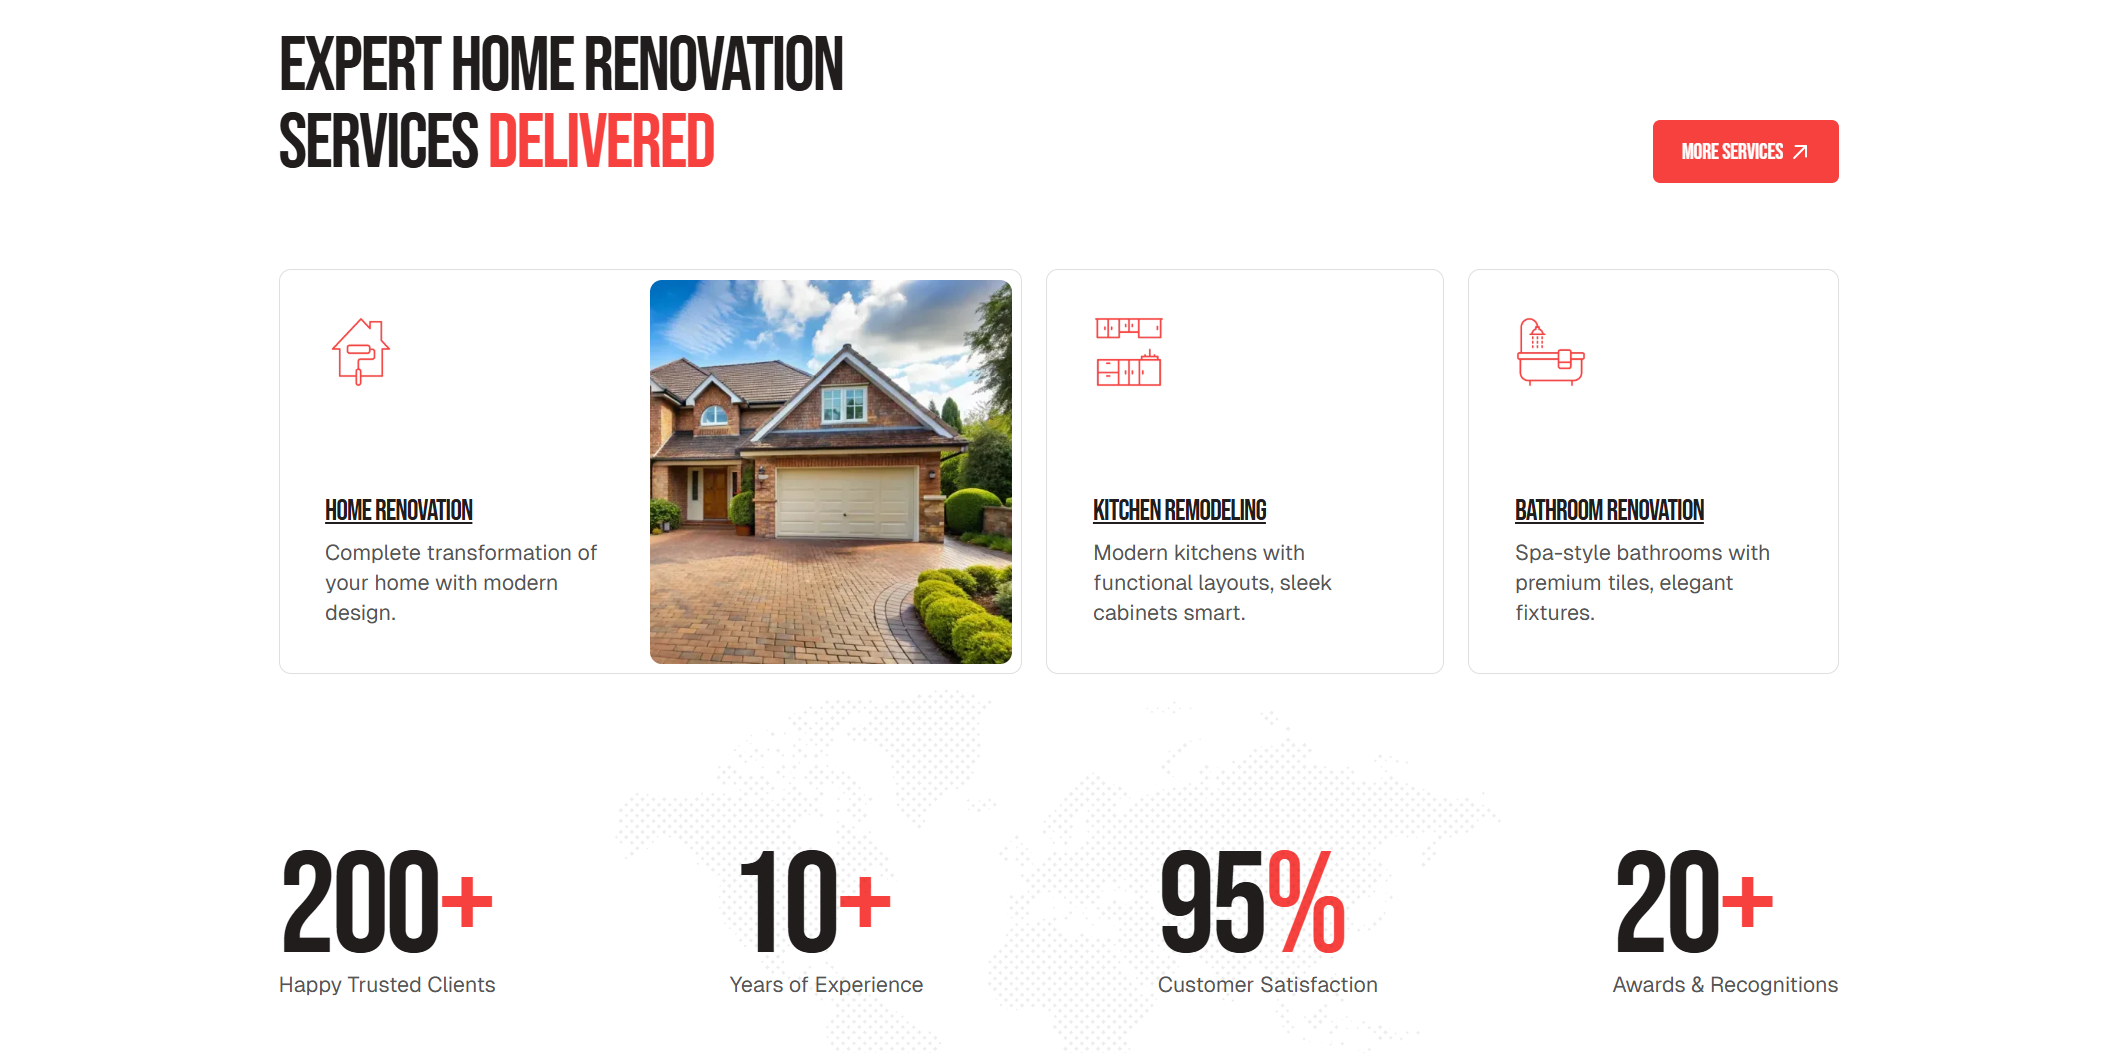 EXPERT HOME RENOVATION
SERVICES DELIVERED
MORE SERVICES
HOME RENOVATION
Complete transformation of
your home with modern
design.
KITCHEN REMODELING
Modern kitchens with
functional layouts, sleek
cabinets smart.
BATHROOM RENOVATION
Spa-style bathrooms with
premium tiles, elegant
fixtures.
200+
Happy Trusted Clients
10+
Years of Experience
95%
Customer Satisfaction
20+
Awards & Recognitions